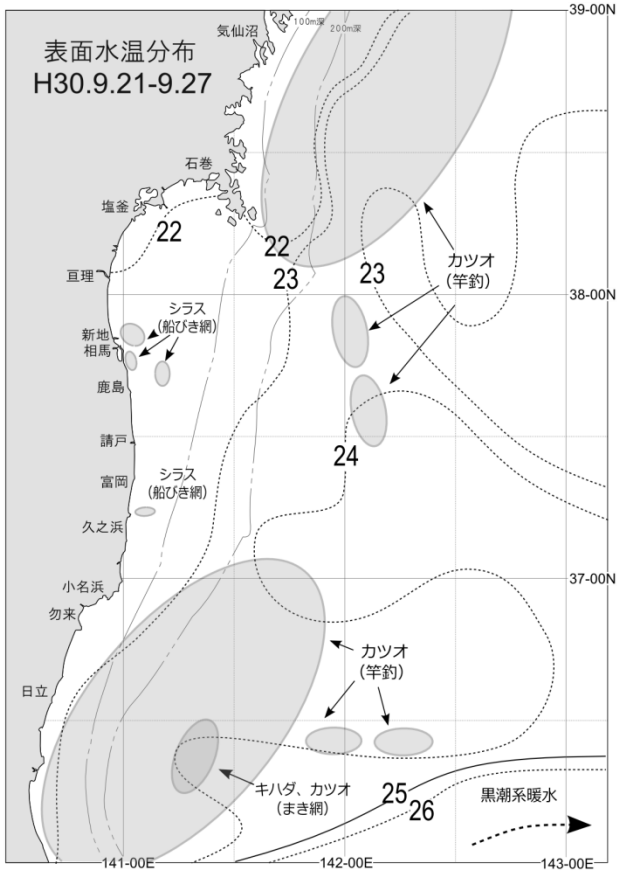 39-00N
気仙沼
100m深
200m深
表面水温分布
H30.9.21-9.27
石巻
塩釜
22
22
カツオ
(竿釣)
亘理
23
23
38-00N
シラス
(船びき網)
新地
相馬
鹿島
請戸
24
富岡
シラス
(船びき網)
久之浜
37-00N
小名浜
勿来
カツオ
(竿釣)
日立
キハダ、カツオ
(まき網)
25
26
黒潮系暖水
141-00E
142-00E
143-00E